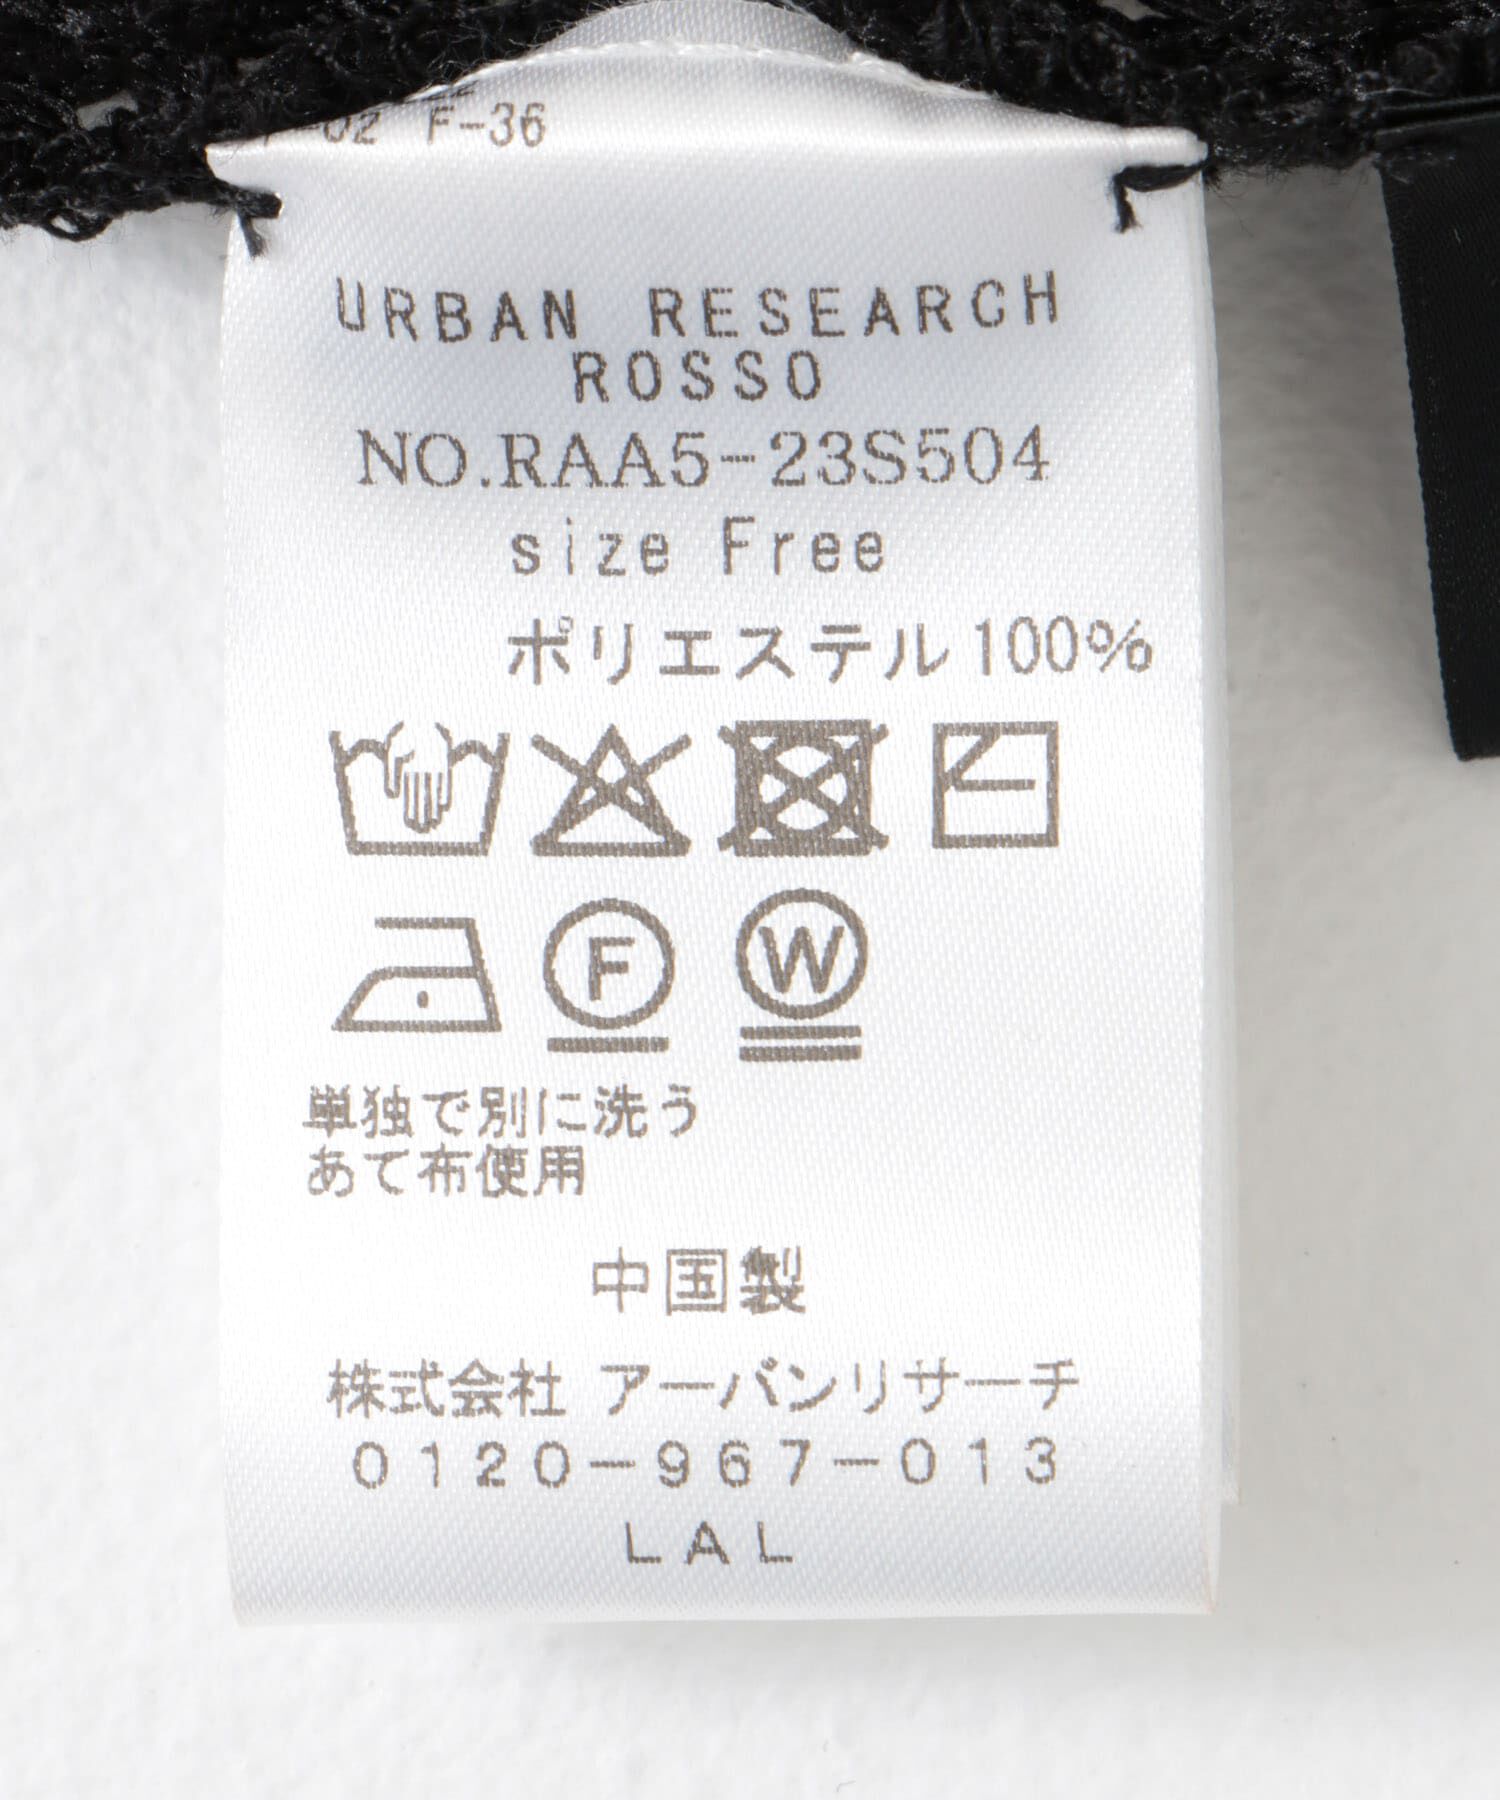 F-36
URBAN RESEARCH
ROSSO
NO.RAA5-23S504
size Free
ポリエステル100%
F W
単独で別に洗う
あて布使用
中国製
株式会社 アーバンリサーチ
0120-967-013
LAL